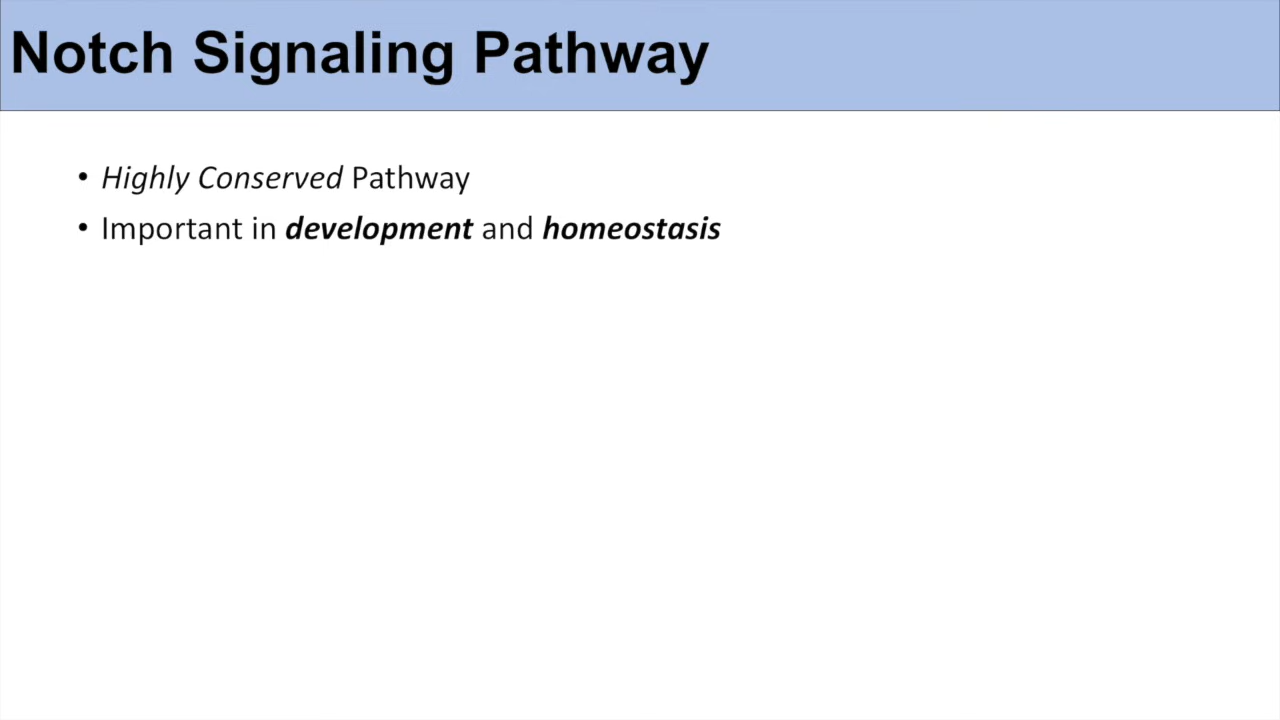 Notch Signaling Pathway
• Highly Conserved Pathway
• Important in development and homeostasis